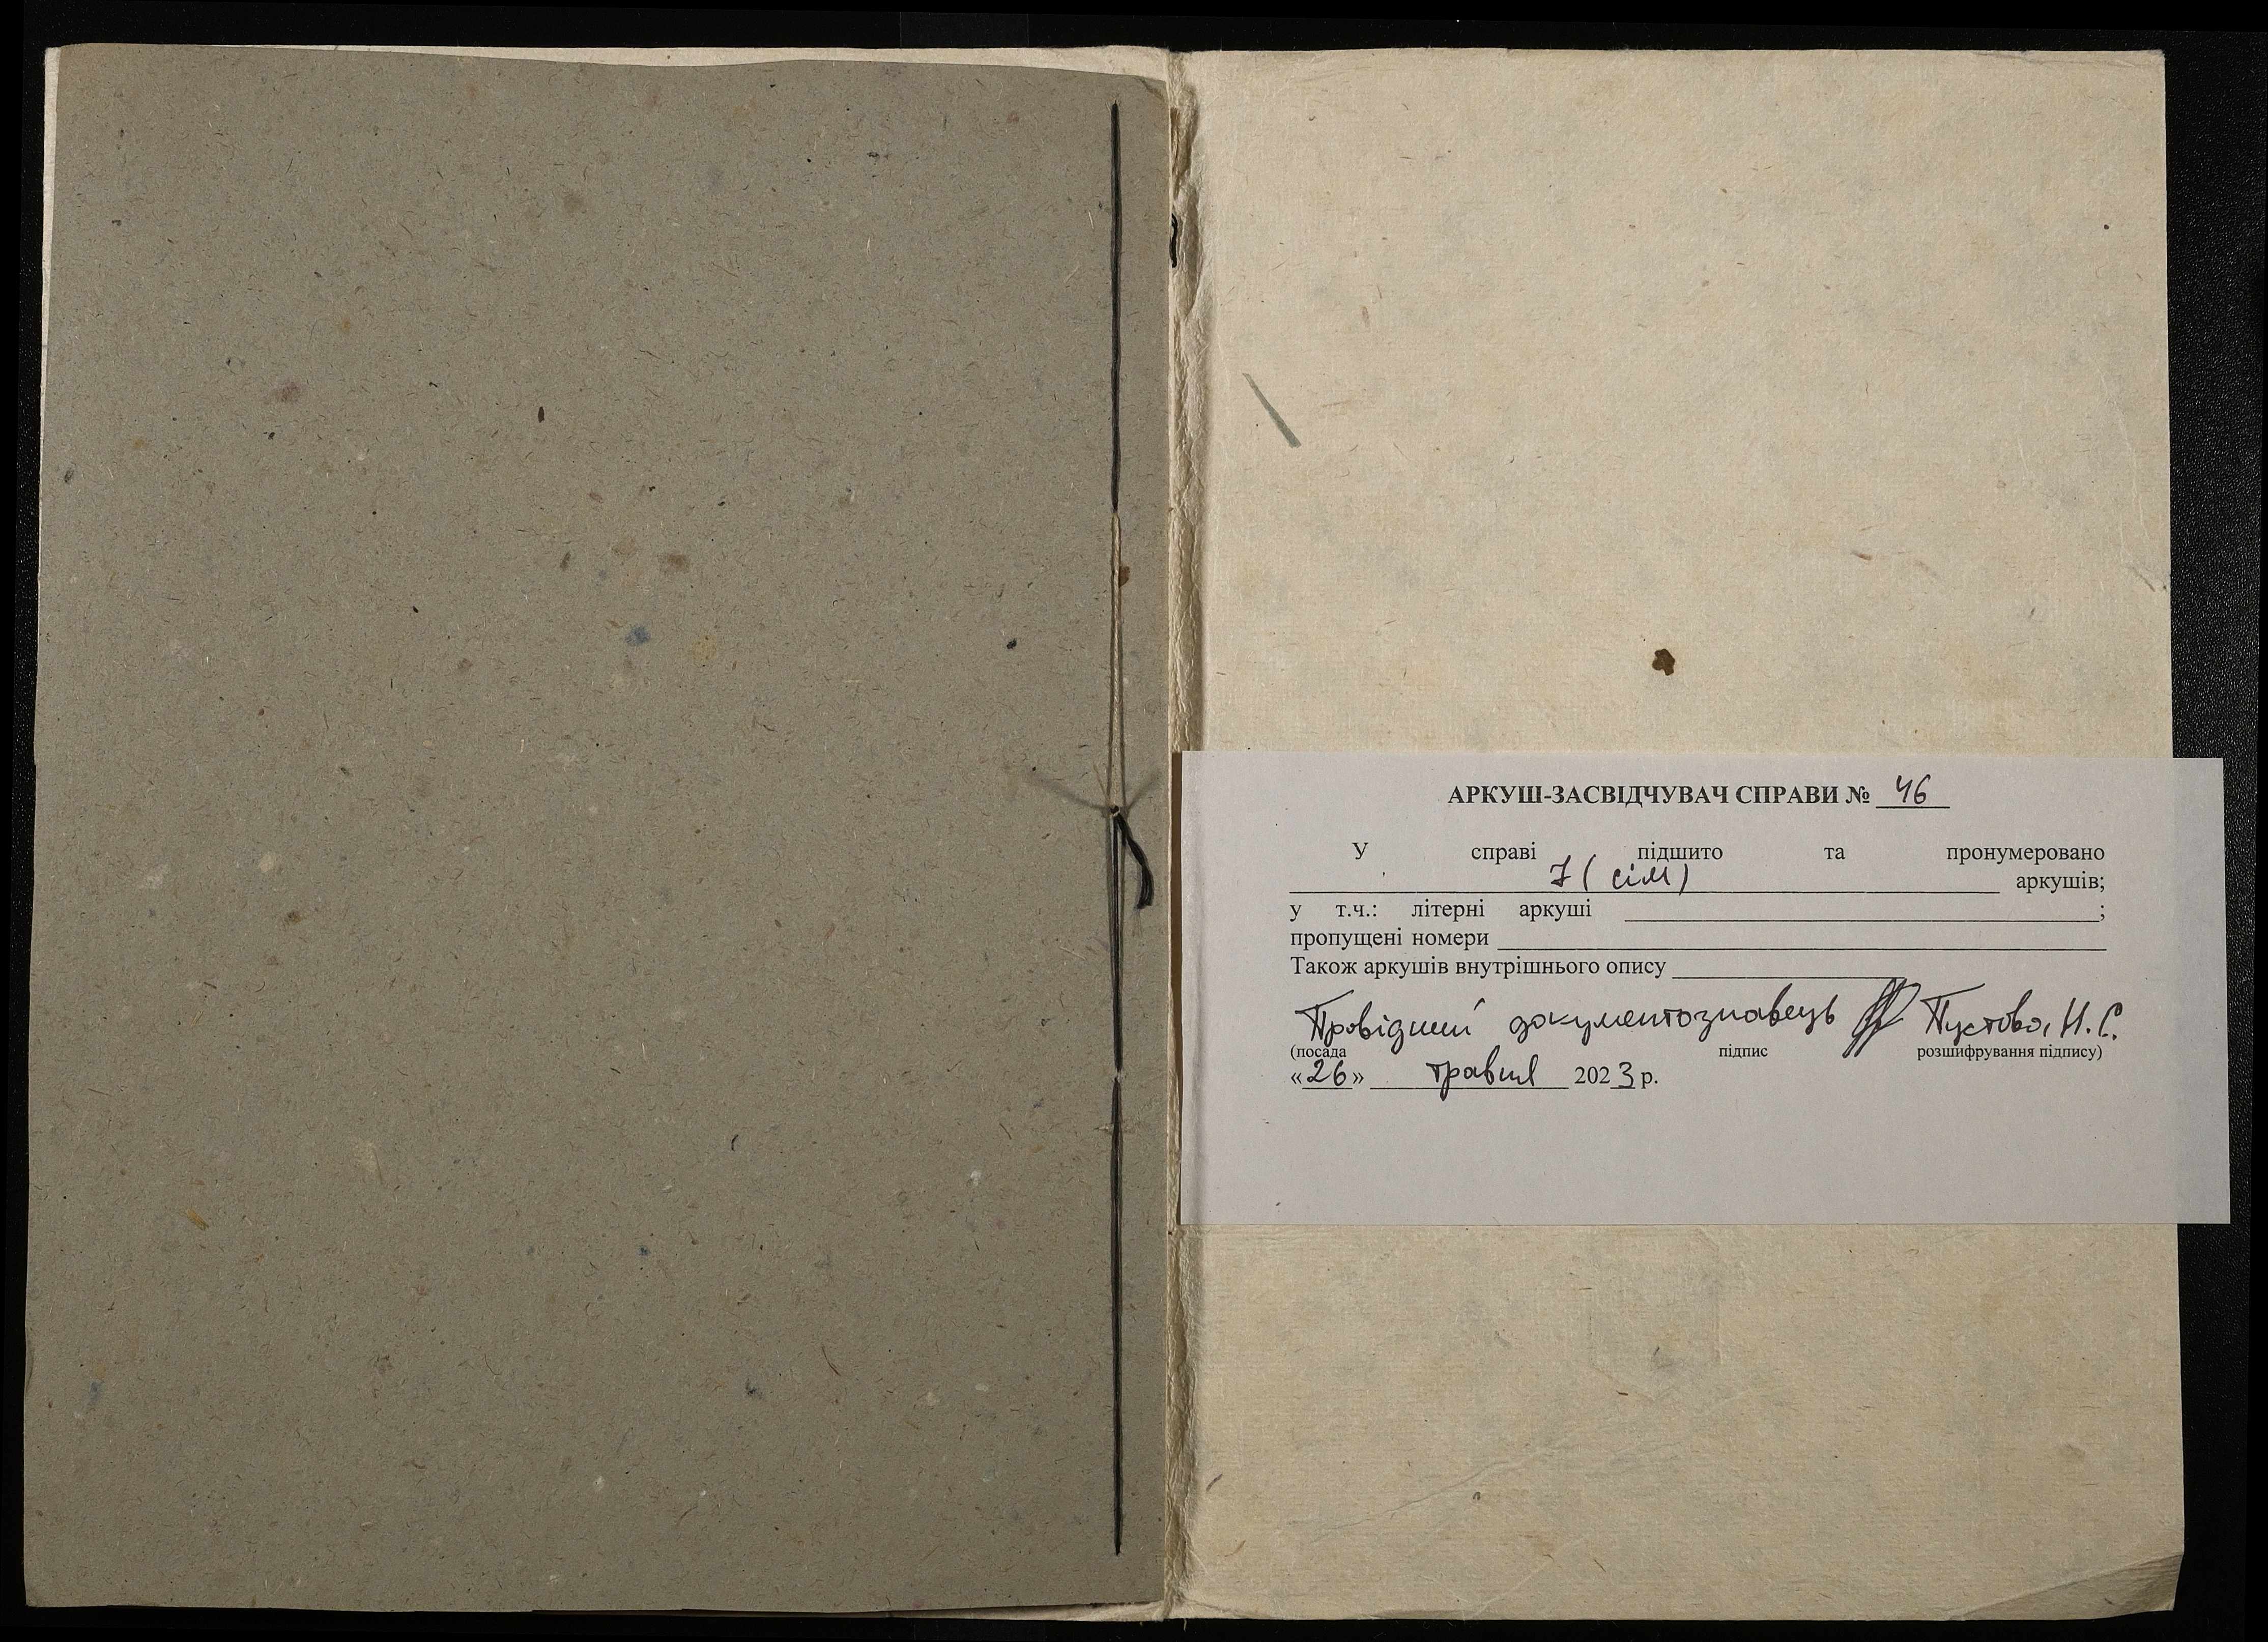 АРКУШ-ЗАСВІДЧУВАЧ СПРАВИ № 46
У справі підшито та пронумеровано
7 (сім) аркушів;
у т.ч.: літерні аркуші ;
пропущені номери
Також аркушів внутрішнього опису
Провідний документознавець Пустова Н.С.
(посада підпис розшифрування підпису)
«26» травня 2023 р.